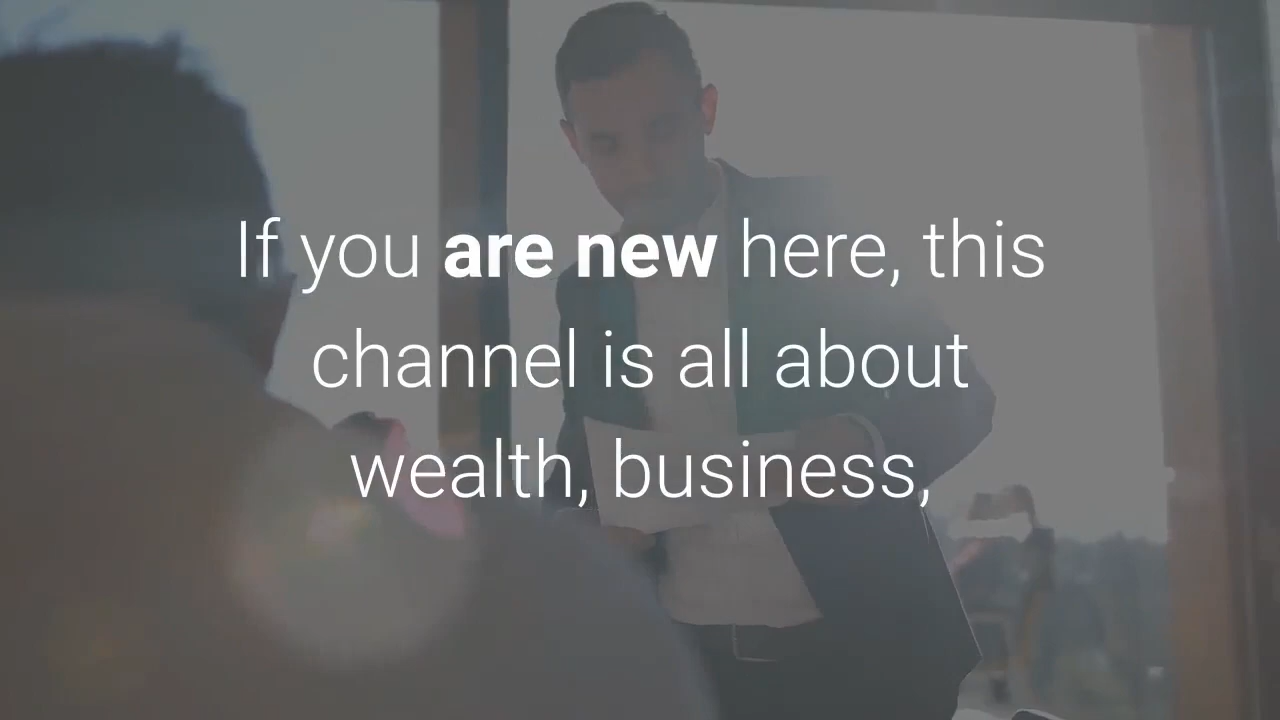 If you are new here, this
channel is all about
wealth, business,